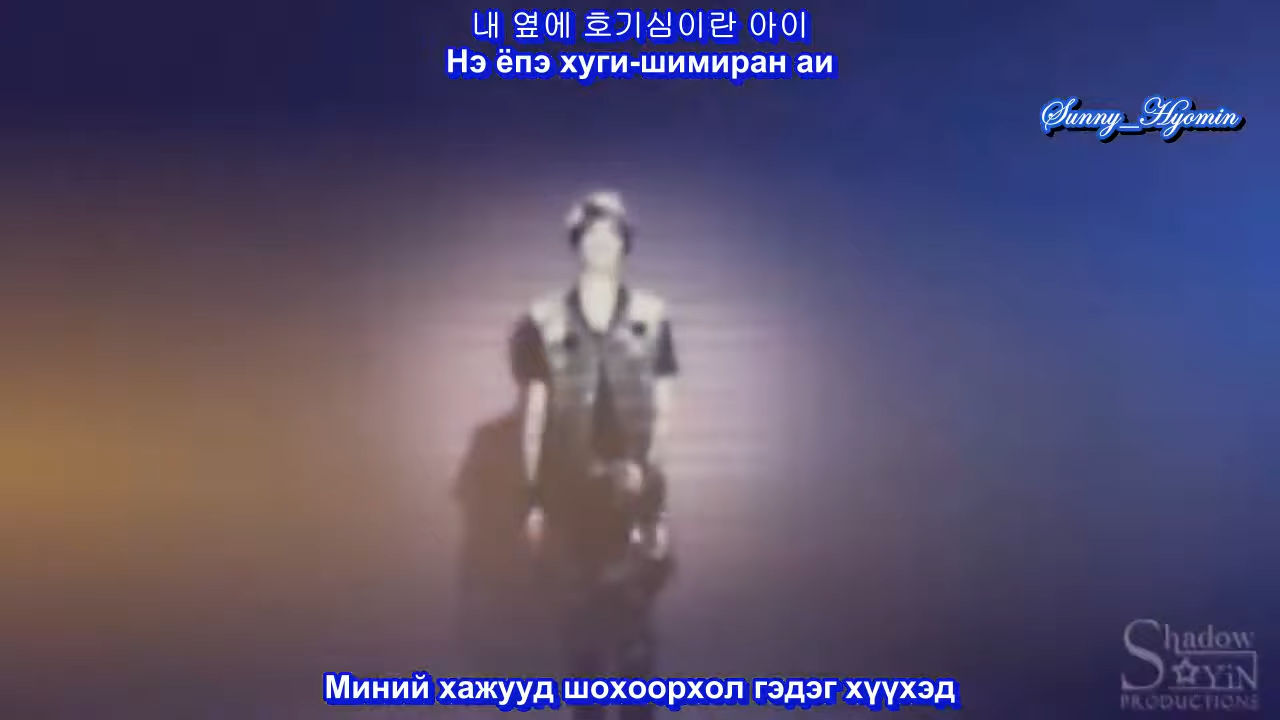 내 옆에 호기심이란 아이
Нэ ёпэ хуги-шимиран аи
Sunny_Hyomin
Миний хажууд шохоорхол гэдэг хүүхэд
Shadow
YiN
PRODUCTIONS